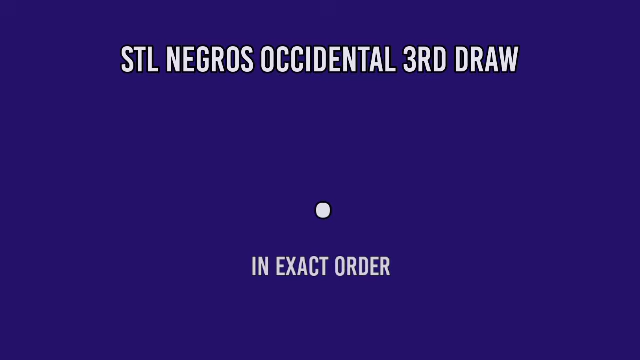 STL NEGROS OCCIDENTAL 3RD DRAW
IN EXACT ORDER